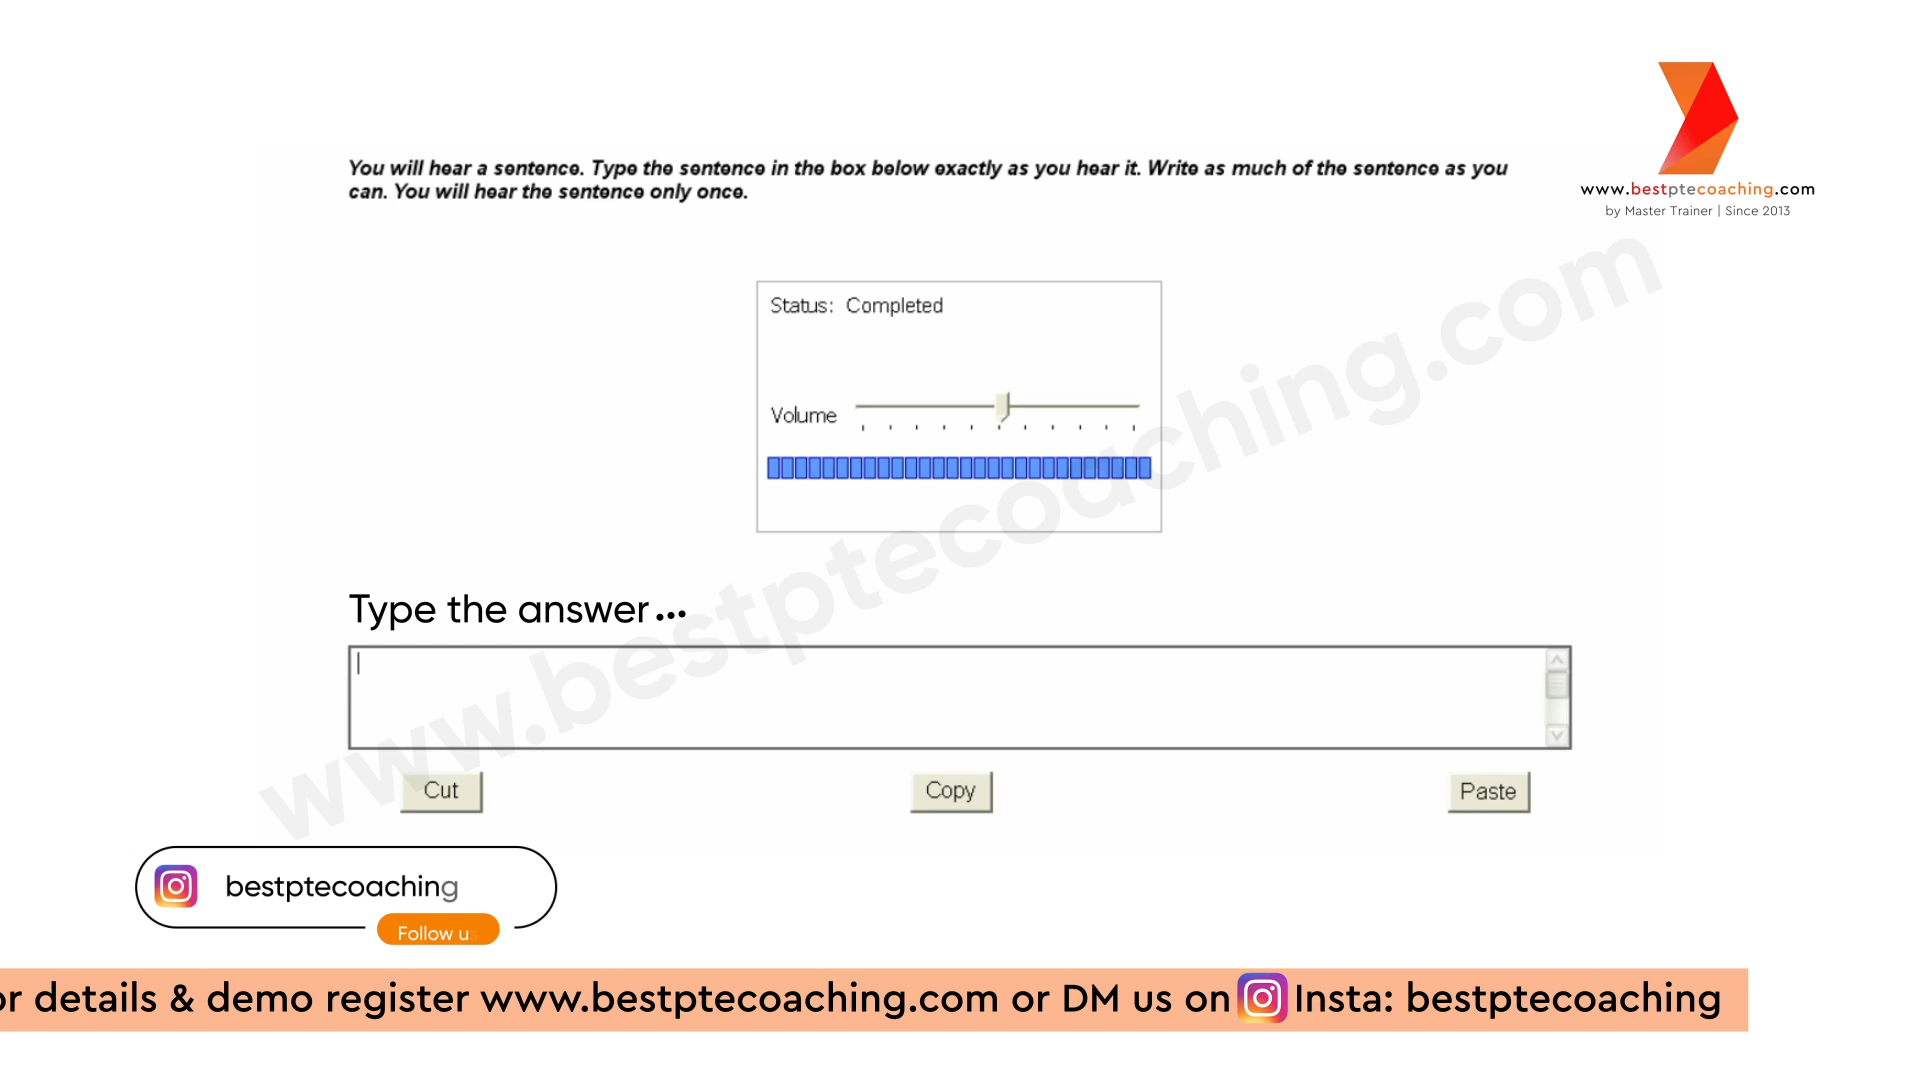 www.bestptecoaching.com
by Master Trainer | Since 2013
You will hear a sentence. Type the sentence in the box below exactly as you hear it. Write as much of the sentence as you
can. You will hear the sentence only once.
Status: Completed
Volume
www.bestptecoaching.com
Type the answer...
Cut
Copy
Paste
bestptecoaching
Follow u
or details & demo register www.bestptecoaching.com or DM us on Insta: bestptecoaching